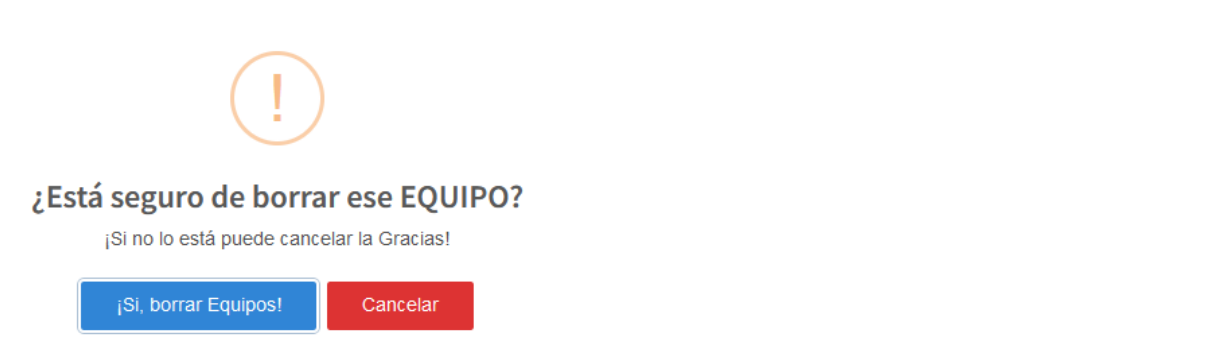 !
¿Está seguro de borrar ese EQUIPO?
¡Si no lo está puede cancelar la Gracias!
¡Si, borrar Equipos! Cancelar